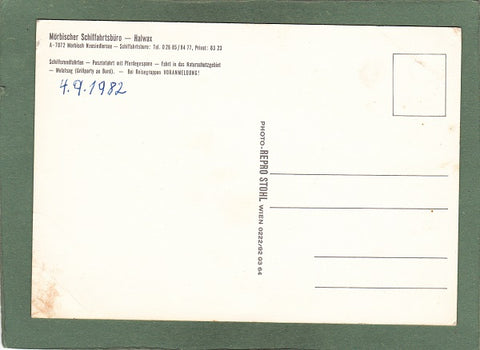 Mörbischer Schiffahrtsbüro — Halwax
A-7072 Mörbisch Neusiedlersee — Schiffahrtsbüro: Tel. 0 26 85 / 84 77, Privat: 83 23
Schiffsrundfahrten — Pusztafahrt mit Pferdegespann — Fahrt in das Naturschutzgebiet
— Molatsag (Grillparty an Bord). — Bei Reisegruppen VORANMELDUNG!
4.9.1982
PHOTO-REPRO STOHL WIEN 0222/92 03 64